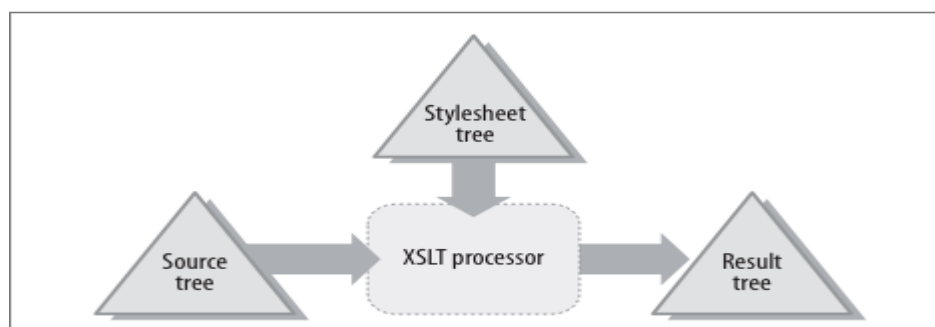 Stylesheet
tree
Source
tree
XSLT processor
Result
tree